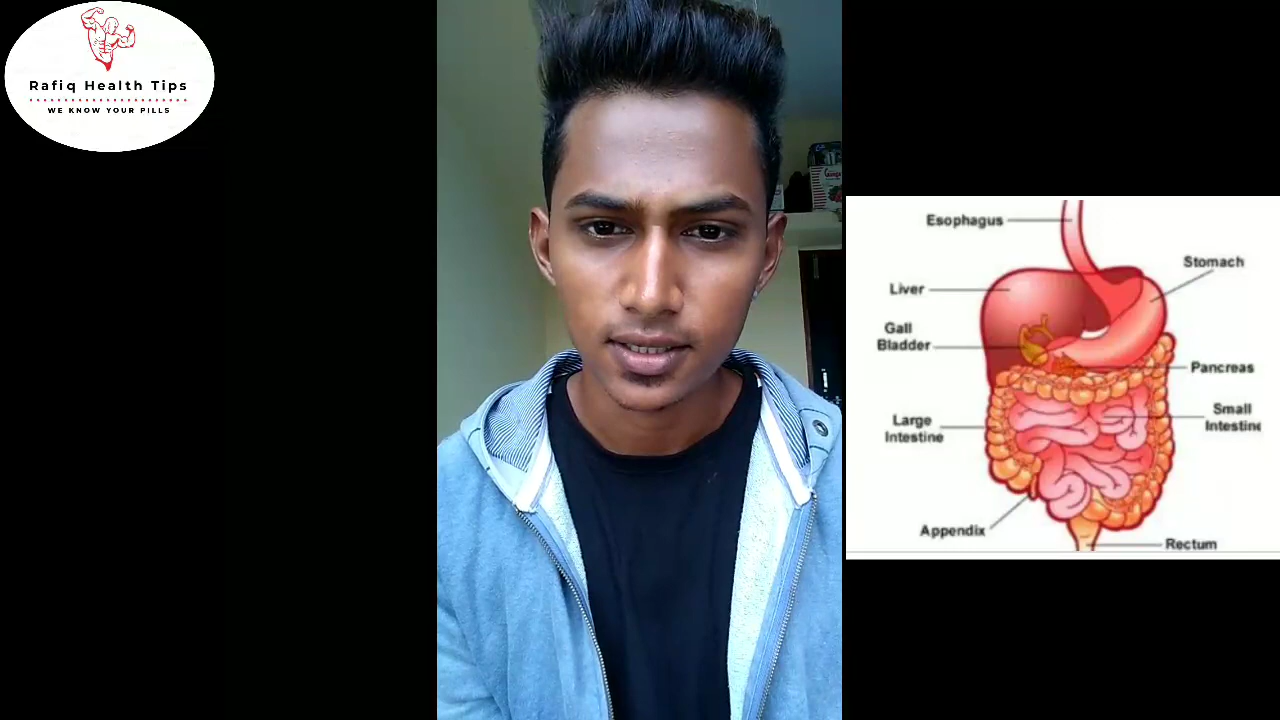 Rafiq Health Tips
WE KNOW YOUR PILLS
Esophagus
Stomach
Liver
Gall
Bladder
Pancreas
Large
Intestine
Small
Intestine
Appendix
Rectum